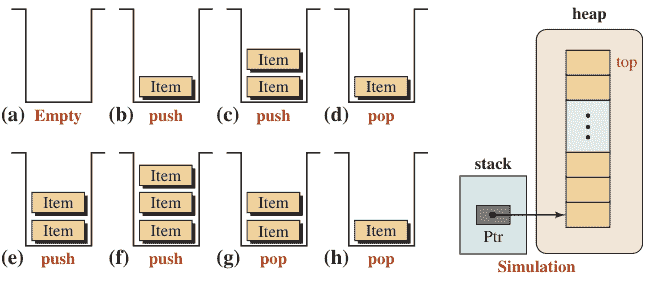 Item
Item
Item
Item
Item
(a) Empty
(b) push
(c) push
(d) pop
Item
Item
Item
Item
Item
Item
Item
Item
(e) push
(f) push
(g) pop
(h) pop
heap
top
stack
Ptr
Simulation